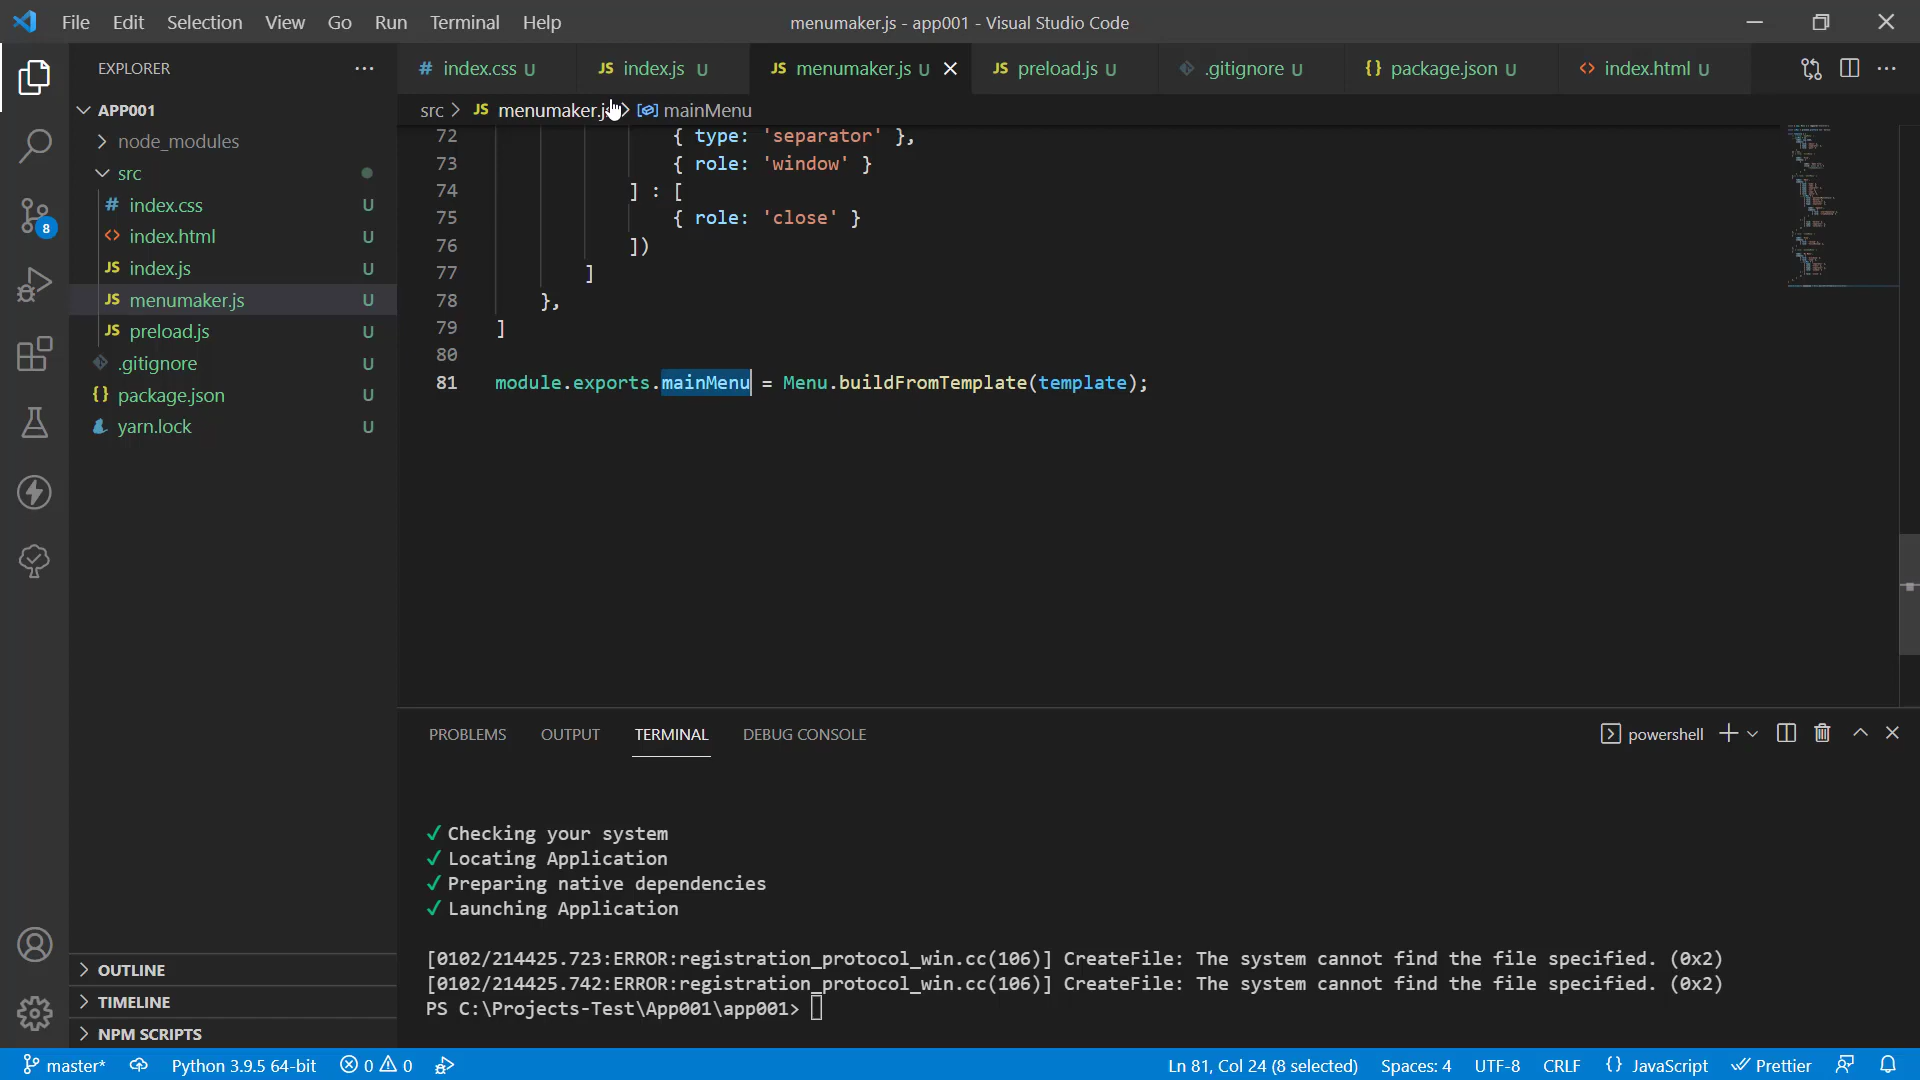 File Edit Selection View Go Run Terminal Help
menumaker.js - app001 - Visual Studio Code
EXPLORER
APP001
node_modules
src
# index.css U
<> index.html U
JS index.js U
JS menumaker.js U
JS preload.js U
.gitignore U
{} package.json U
yarn.lock U
8
OUTLINE
TIMELINE
NPM SCRIPTS
# index.css U
JS index.js U
JS menumaker.js U
JS preload.js U
.gitignore U
{} package.json U
<> index.html U
src > JS menumaker.js > mainMenu
72 { type: 'separator' },
73 { role: 'window' }
74 ] : [
75 { role: 'close' }
76 ])
77 ]
78 },
79 ]
80
81 module.exports.mainMenu = Menu.buildFromTemplate(template);
PROBLEMS OUTPUT TERMINAL DEBUG CONSOLE
powershell
✓ Checking your system
✓ Locating Application
✓ Preparing native dependencies
✓ Launching Application
[0102/214425.723:ERROR:registration_protocol_win.cc(106)] CreateFile: The system cannot find the file specified. (0x2)
[0102/214425.742:ERROR:registration_protocol_win.cc(106)] CreateFile: The system cannot find the file specified. (0x2)
PS C:\Projects-Test\App001\app001>
master* Python 3.9.5 64-bit 0 0
Ln 81, Col 24 (8 selected) Spaces: 4 UTF-8 CRLF {} JavaScript Prettier